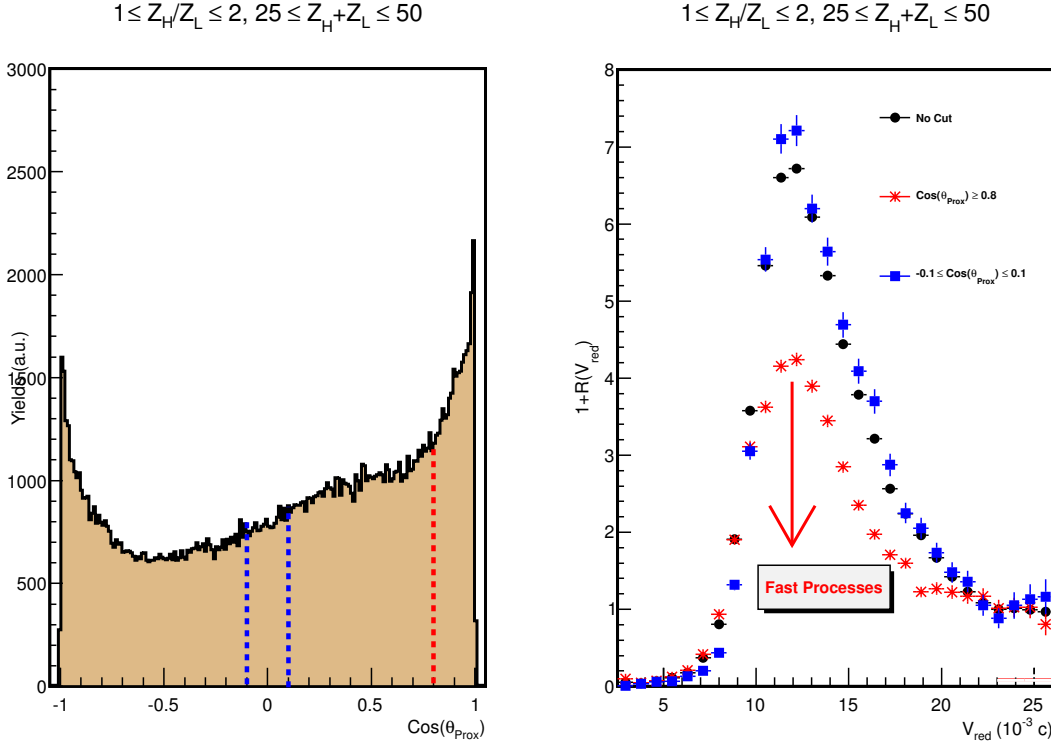 1 ≤ Z_H/Z_L ≤ 2, 25 ≤ Z_H+Z_L ≤ 50
Yields (a.u.)
3000
2500
2000
1500
1000
500
0
-1 -0.5 0 0.5 1
Cos(θ_Prox)
1 ≤ Z_H/Z_L ≤ 2, 25 ≤ Z_H+Z_L ≤ 50
1+R(V_red)
8
7
6
5
4
3
2
1
0
No Cut
Cos(θ_Prox) ≥ 0.8
-0.1 ≤ Cos(θ_Prox) ≤ 0.1
Fast Processes
5 10 15 20 25
V_red (10⁻³ c)